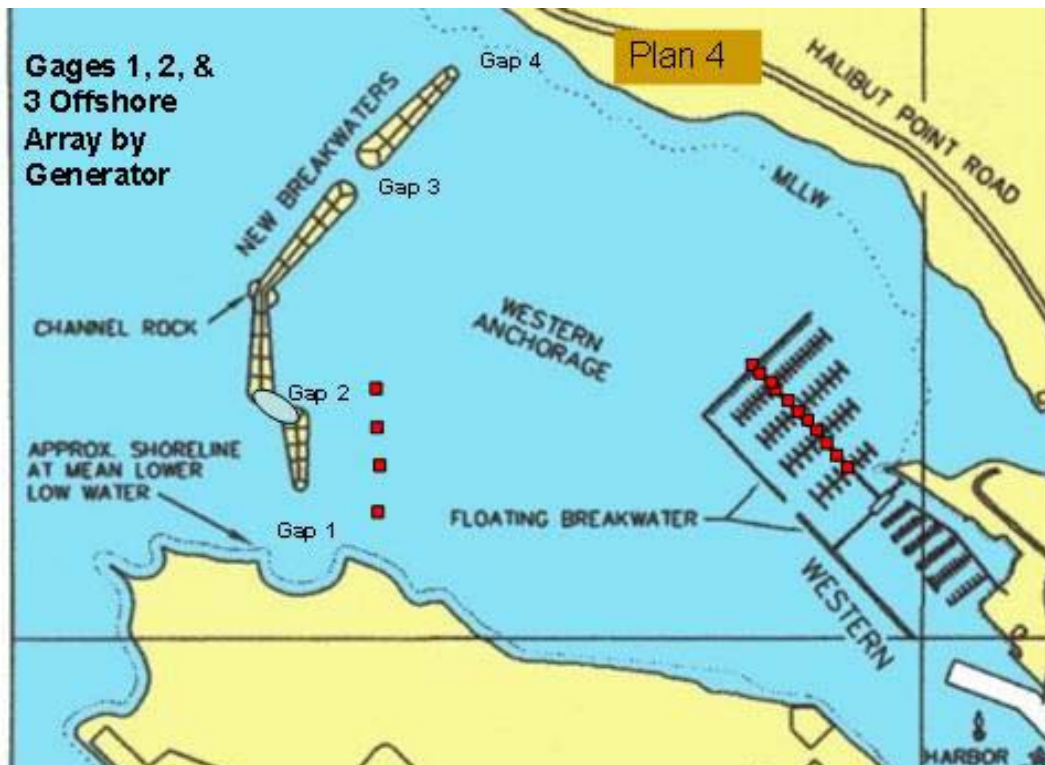 Gages 1, 2, &
3 Offshore
Array by
Generator
Gap 4
Plan 4
HALIBUT POINT ROAD
NEW BREAKWATERS
Gap 3
MLLW
CHANNEL ROCK
WESTERN
ANCHORAGE
Gap 2
APPROX. SHORELINE
AT MEAN LOWER
LOW WATER
Gap 1
FLOATING BREAKWATER
WESTERN
HARBOR